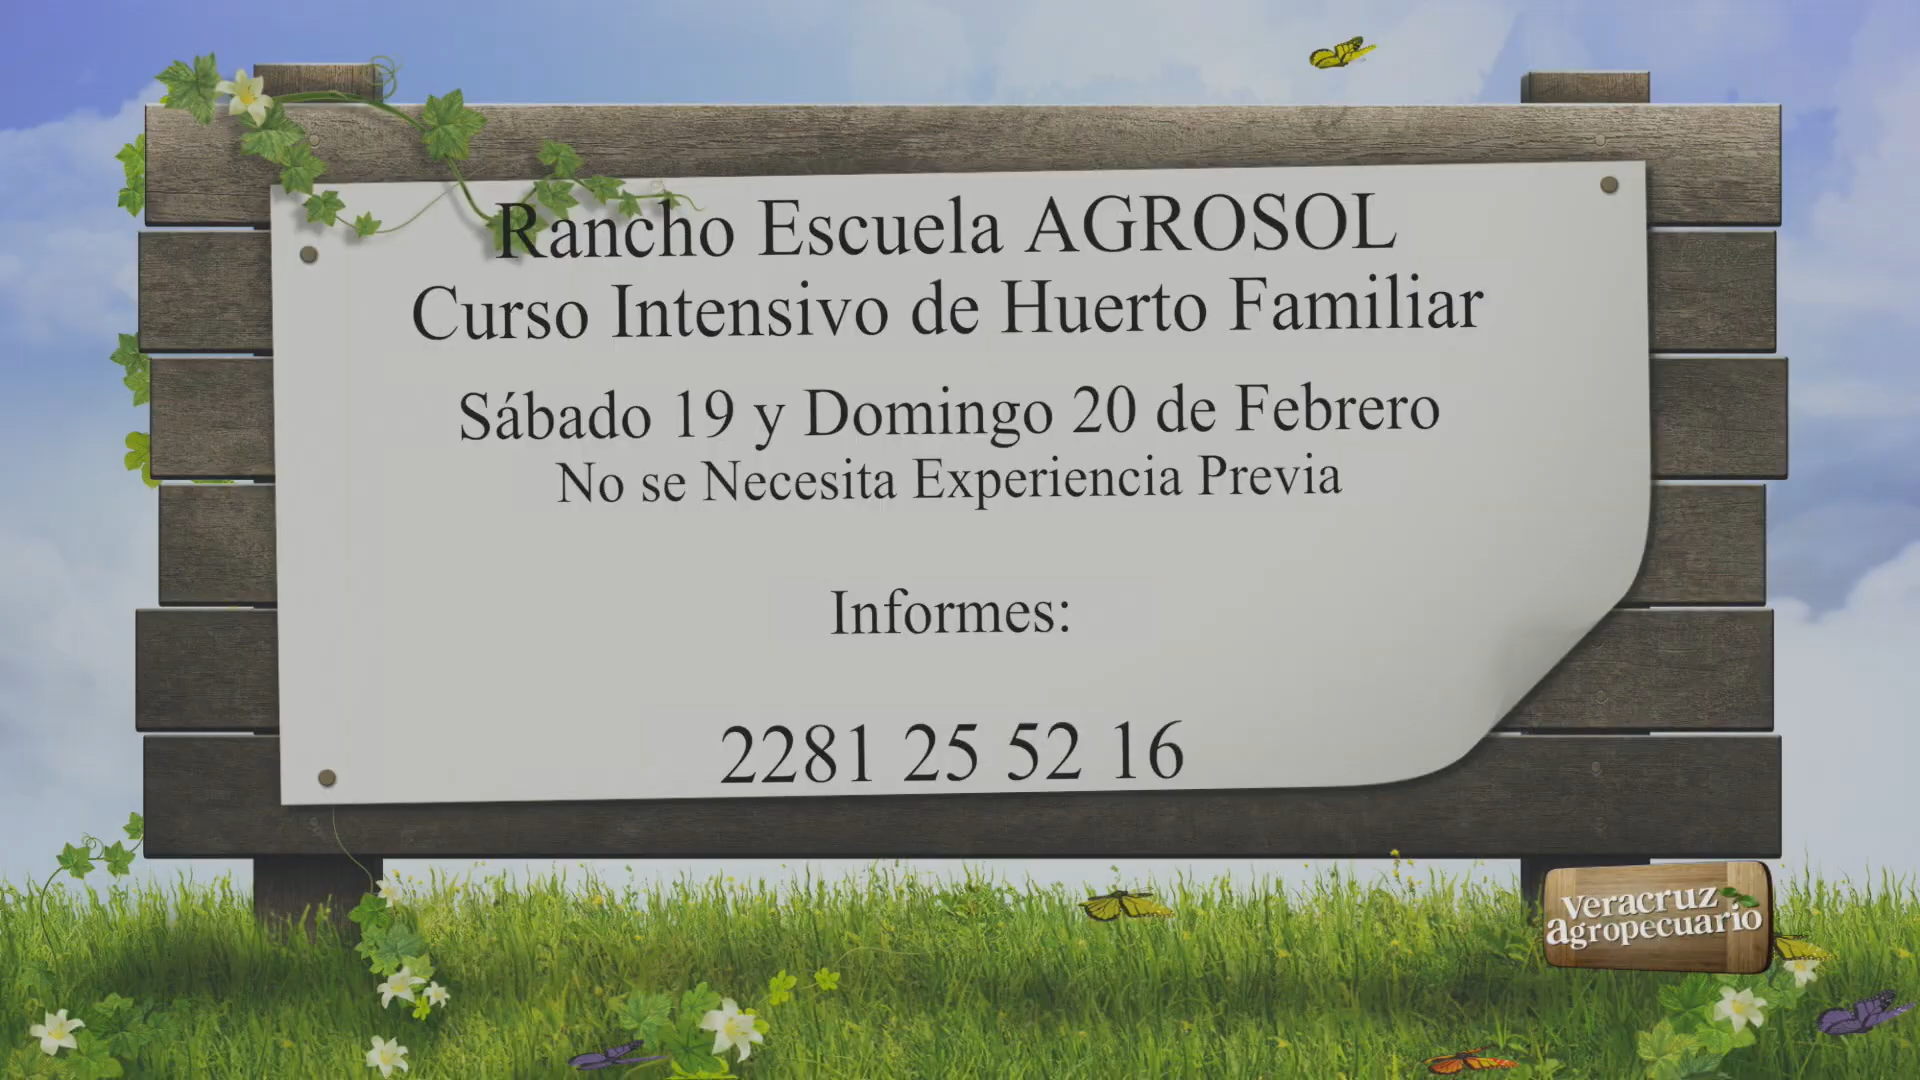 Rancho Escuela AGROSOL
Curso Intensivo de Huerto Familiar
Sábado 19 y Domingo 20 de Febrero
No se Necesita Experiencia Previa
Informes:
2281 25 52 16
veracruz
agropecuario